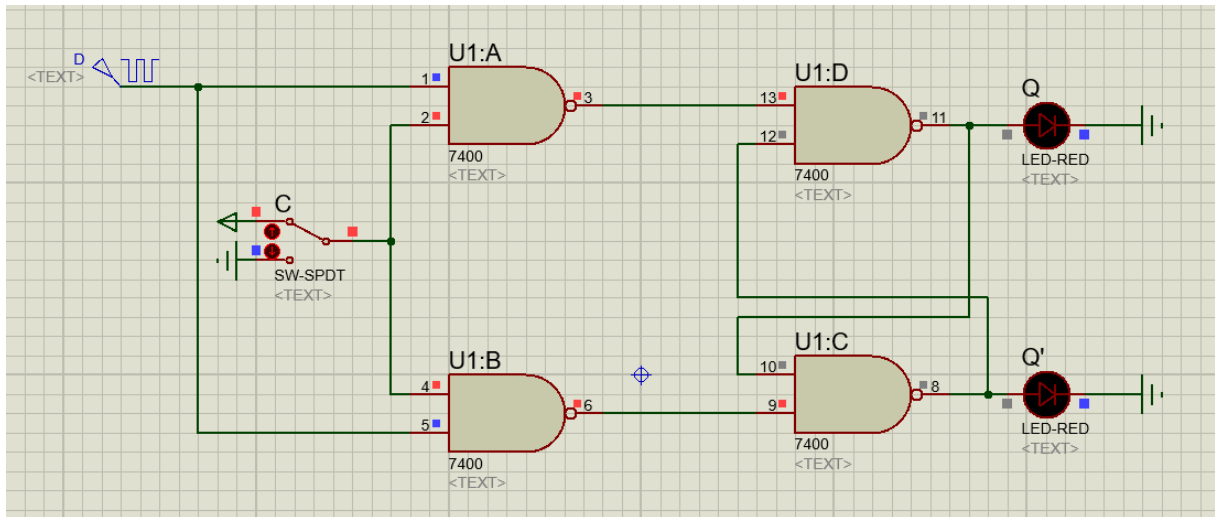 D
<TEXT>
U1:A
1
2
3
7400
<TEXT>
U1:D
13
12
11
7400
<TEXT>
Q
LED-RED
<TEXT>
C
SW-SPDT
<TEXT>
U1:B
4
5
6
7400
<TEXT>
U1:C
10
9
8
7400
<TEXT>
Q'
LED-RED
<TEXT>